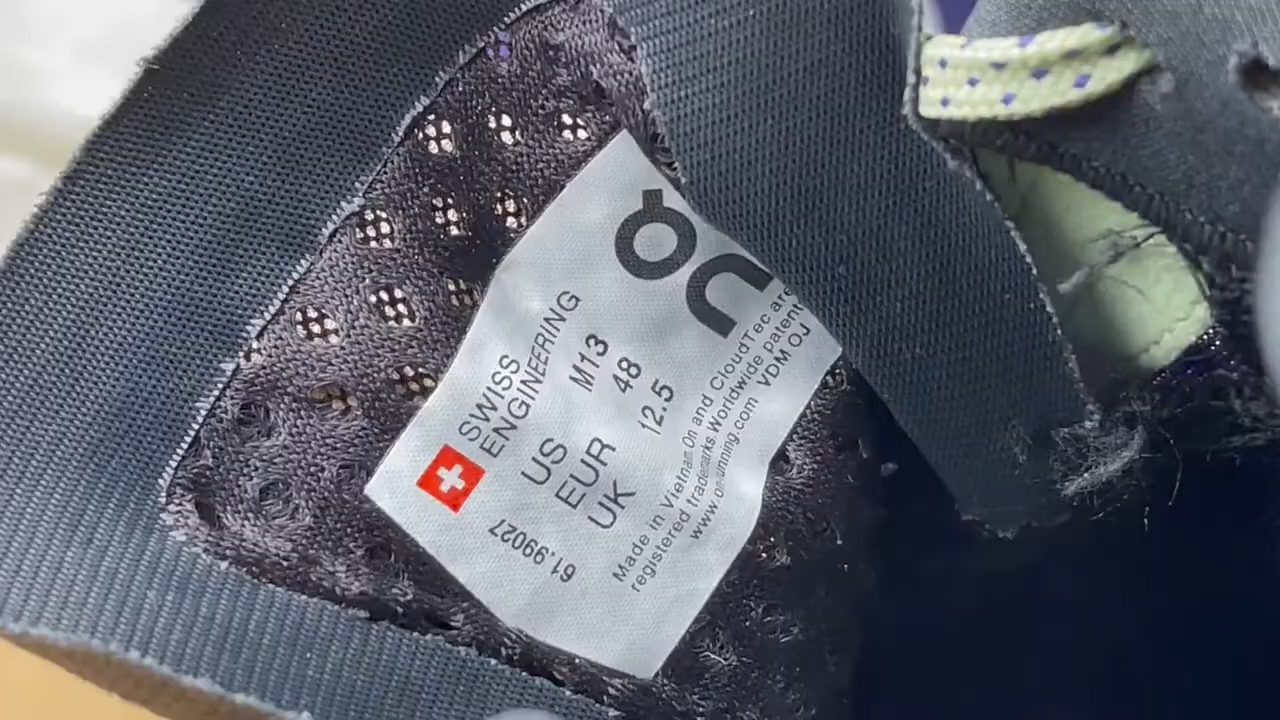 on
SWISS
ENGINEERING
US M13
EUR 48
UK 12.5
61.99027
Made in Vietnam On and CloudTec are
registered trademarks. Worldwide patent
www.on-running.com VDM OJ